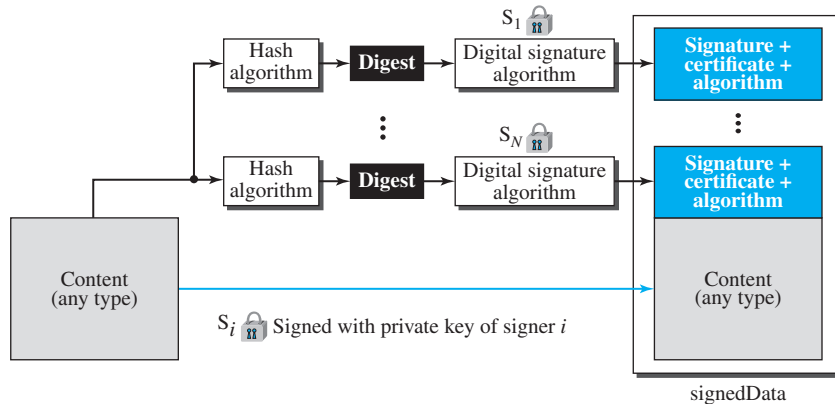 S1
Hash
algorithm
Digest
Digital signature
algorithm
Signature +
certificate +
algorithm
SN
Hash
algorithm
Digest
Digital signature
algorithm
Signature +
certificate +
algorithm
Content
(any type)
Content
(any type)
Si Signed with private key of signer i
signedData